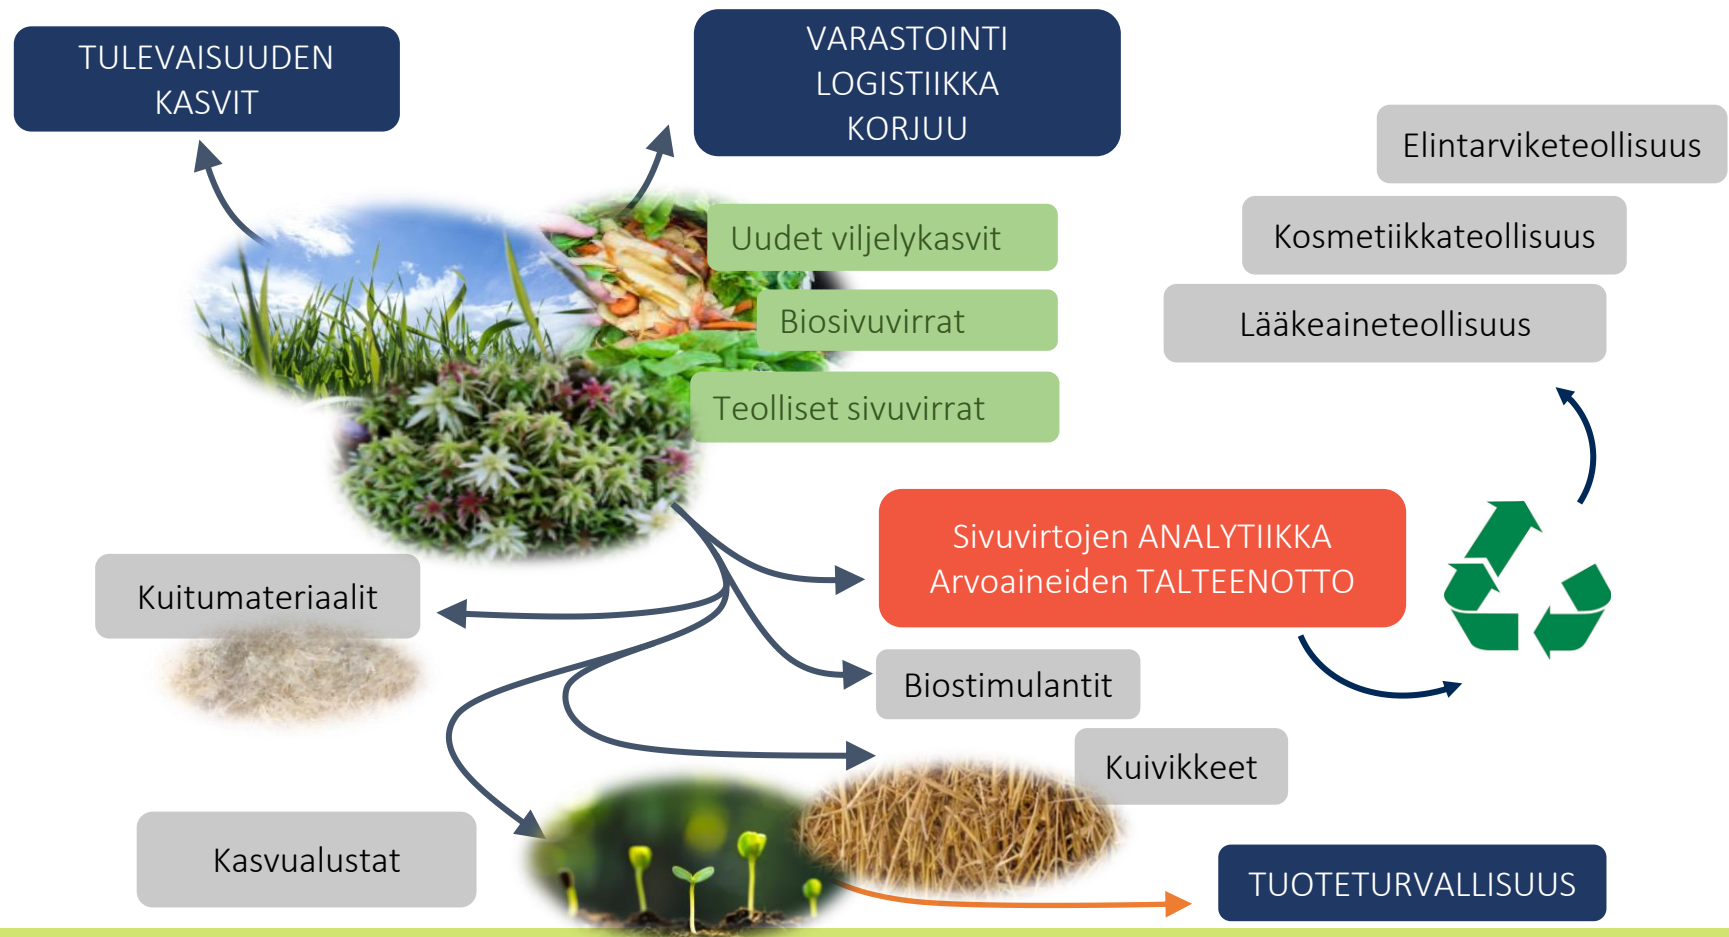 TULEVAISUUDEN
KASVIT
VARASTOINTI
LOGISTIIKKA
KORJUU
Elintarviketeollisuus
Kosmetiikkateollisuus
Lääkeaineteollisuus
Uudet viljelykasvit
Biosivuvirrat
Teolliset sivuvirrat
Sivuvirtojen ANALYTIIKKA
Arvoaineiden TALTEENOTTO
Kuitumateriaalit
Biostimulantit
Kuivikkeet
Kasvualustat
TUOTETURVALLISUUS